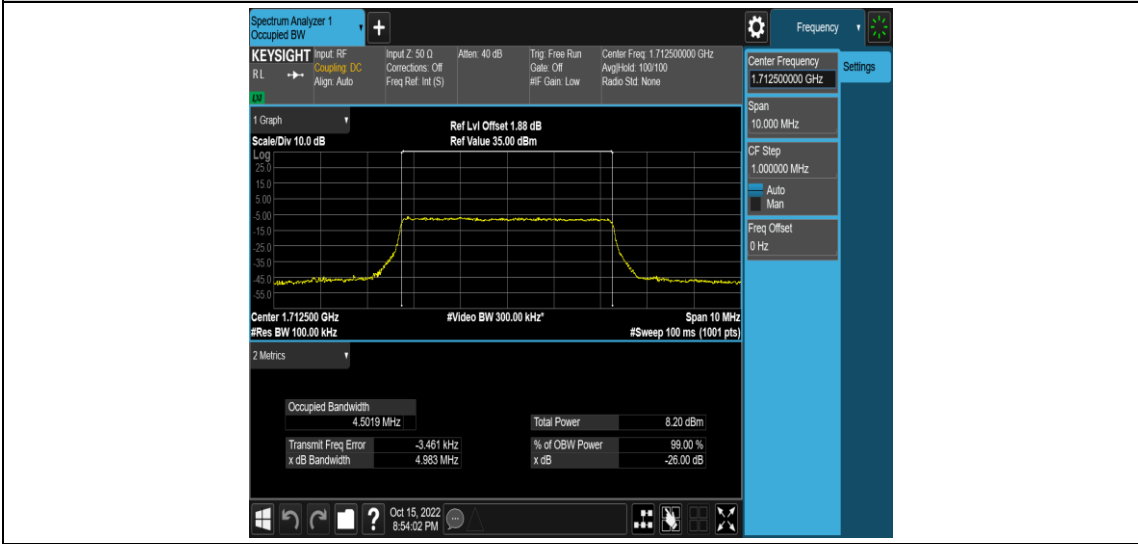 Spectrum Analyzer 1
Occupied BW
+
Frequency
KEYSIGHT
RL
LM
Input: RF
Coupling: DC
Align: Auto
Input Z: 50 Ω
Corrections: Off
Freq Ref: Int (S)
Atten: 40 dB
Trig: Free Run
Gate: Off
#IF Gain: Low
Center Freq: 1.712500000 GHz
Avg|Hold: 100/100
Radio Std: None
Center Frequency
1.712500000 GHz
Settings
Span
10.000 MHz
CF Step
1.000000 MHz
Auto
Man
Freq Offset
0 Hz
1 Graph
Scale/Div 10.0 dB
Ref Lvl Offset 1.88 dB
Ref Value 35.00 dBm
Log
25.0
15.0
5.00
-5.00
-15.0
-25.0
-35.0
-45.0
-55.0
Center 1.712500 GHz
#Res BW 100.00 kHz
#Video BW 300.00 kHz*
Span 10 MHz
#Sweep 100 ms (1001 pts)
2 Metrics
Occupied Bandwidth
4.5019 MHz
Total Power 8.20 dBm
Transmit Freq Error -3.461 kHz
% of OBW Power 99.00 %
x dB Bandwidth 4.983 MHz
x dB -26.00 dB
?
Oct 15, 2022
8:54:02 PM